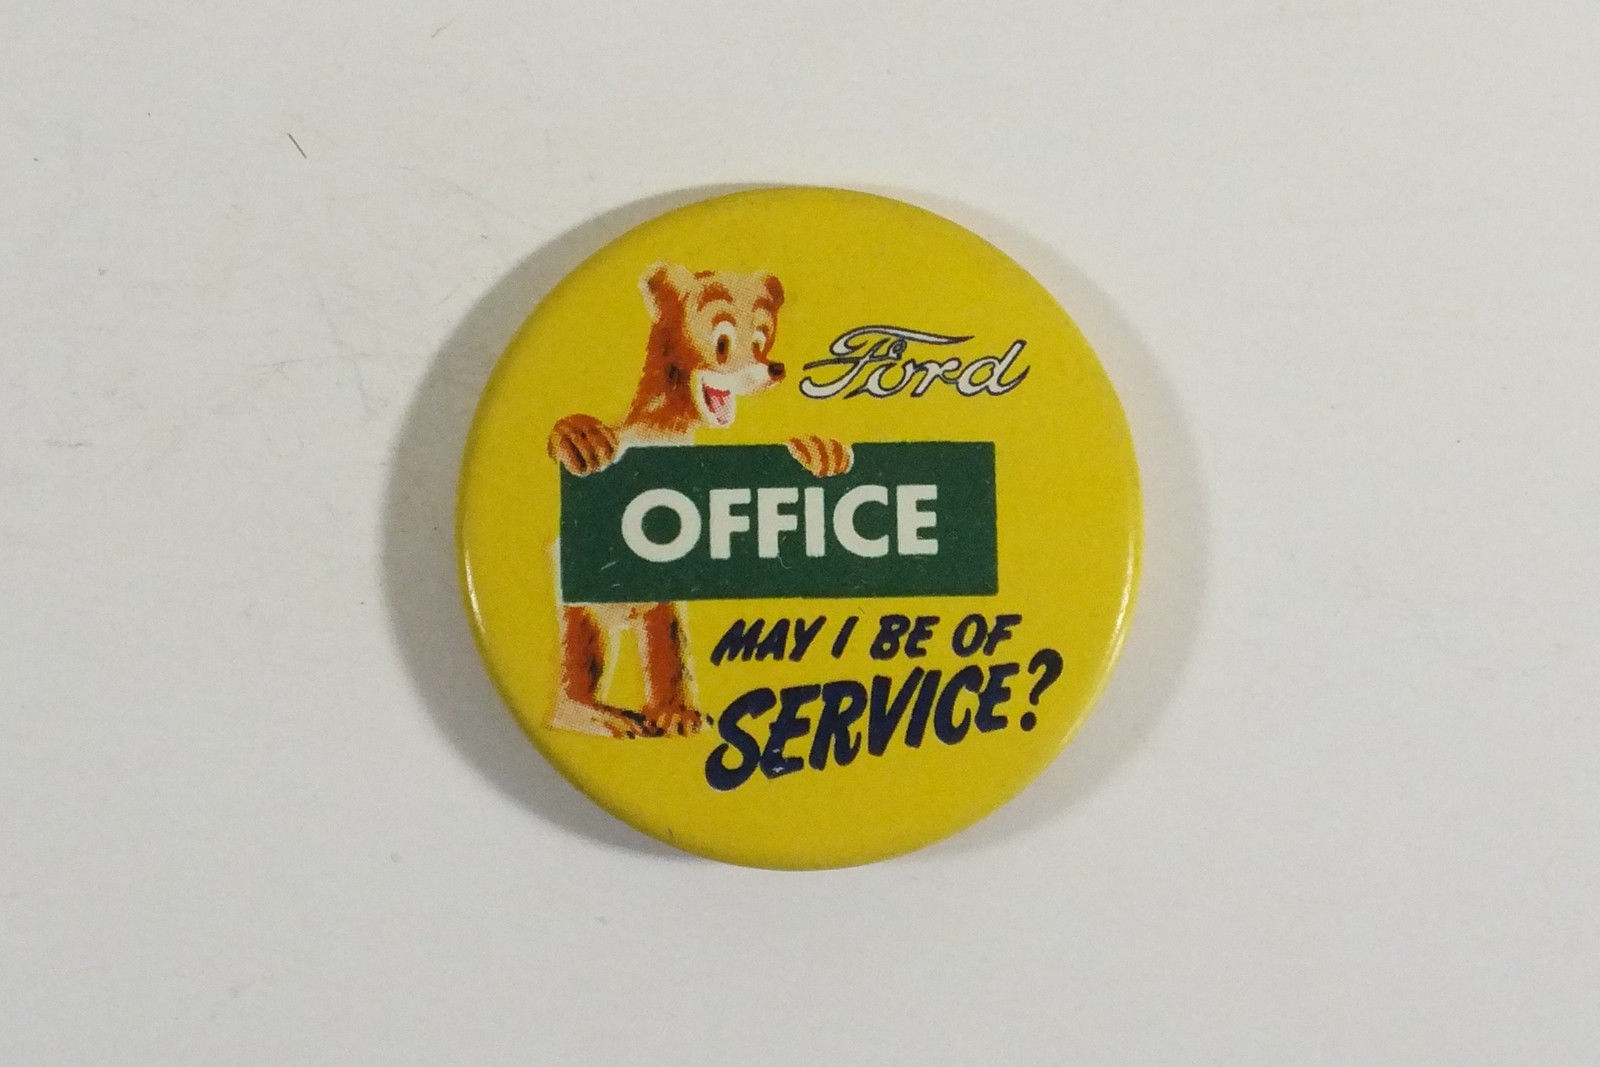 Ford
OFFICE
MAY I BE OF
SERVICE?